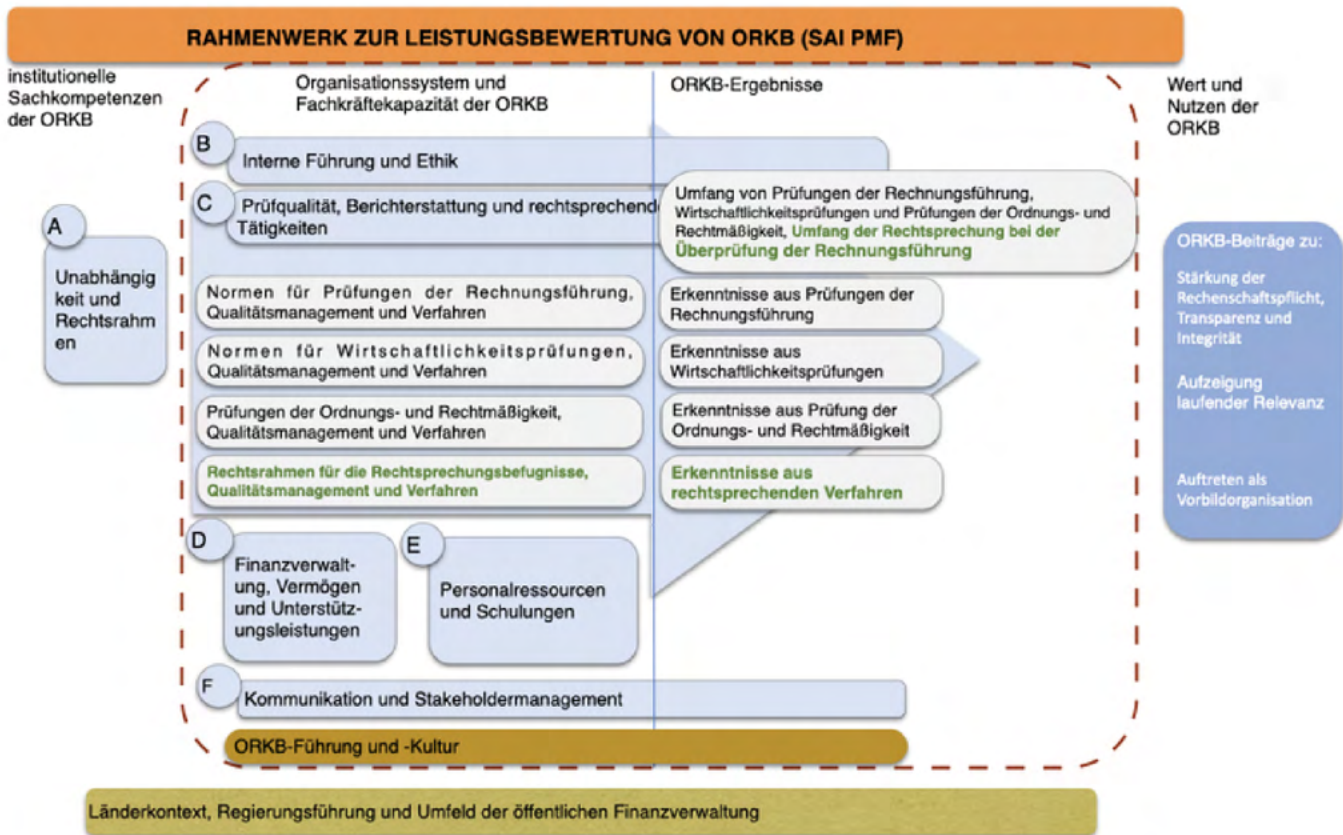 RAHMENWERK ZUR LEISTUNGSBEWERTUNG VON ORKB (SAI PMF)
institutionelle
Sachkompetenzen
der ORKB
Organisationssystem und
Fachkräftekapazität der ORKB
ORKB-Ergebnisse
Wert und
Nutzen der
ORKB
B
Interne Führung und Ethik
C
Prüfqualität, Berichterstattung und rechtsprechende
Tätigkeiten
Umfang von Prüfungen der Rechnungsführung,
Wirtschaftlichkeitsprüfungen und Prüfungen der Ordnungs- und
Rechtmäßigkeit, Umfang der Rechtsprechung bei der
Überprüfung der Rechnungsführung
A
Unabhängig
keit und
Rechtsrahm
en
Normen für Prüfungen der Rechnungsführung,
Qualitätsmanagement und Verfahren
Erkenntnisse aus Prüfungen der
Rechnungsführung
Normen für Wirtschaftlichkeitsprüfungen,
Qualitätsmanagement und Verfahren
Erkenntnisse aus
Wirtschaftlichkeitsprüfungen
Prüfungen der Ordnungs- und Rechtmäßigkeit,
Qualitätsmanagement und Verfahren
Erkenntnisse aus Prüfung der
Ordnungs- und Rechtmäßigkeit
Rechtsrahmen für die Rechtsprechungsbefugnisse,
Qualitätsmanagement und Verfahren
Erkenntnisse aus
rechtsprechenden Verfahren
ORKB-Beiträge zu:
Stärkung der
Rechenschaftspflicht,
Transparenz und
Integrität
Aufzeigung
laufender Relevanz
Auftreten als
Vorbildorganisation
D
Finanzverwalt-
ung, Vermögen
und Unterstütz-
ungsleistungen
E
Personalressourcen
und Schulungen
F
Kommunikation und Stakeholdermanagement
ORKB-Führung und -Kultur
Länderkontext, Regierungsführung und Umfeld der öffentlichen Finanzverwaltung